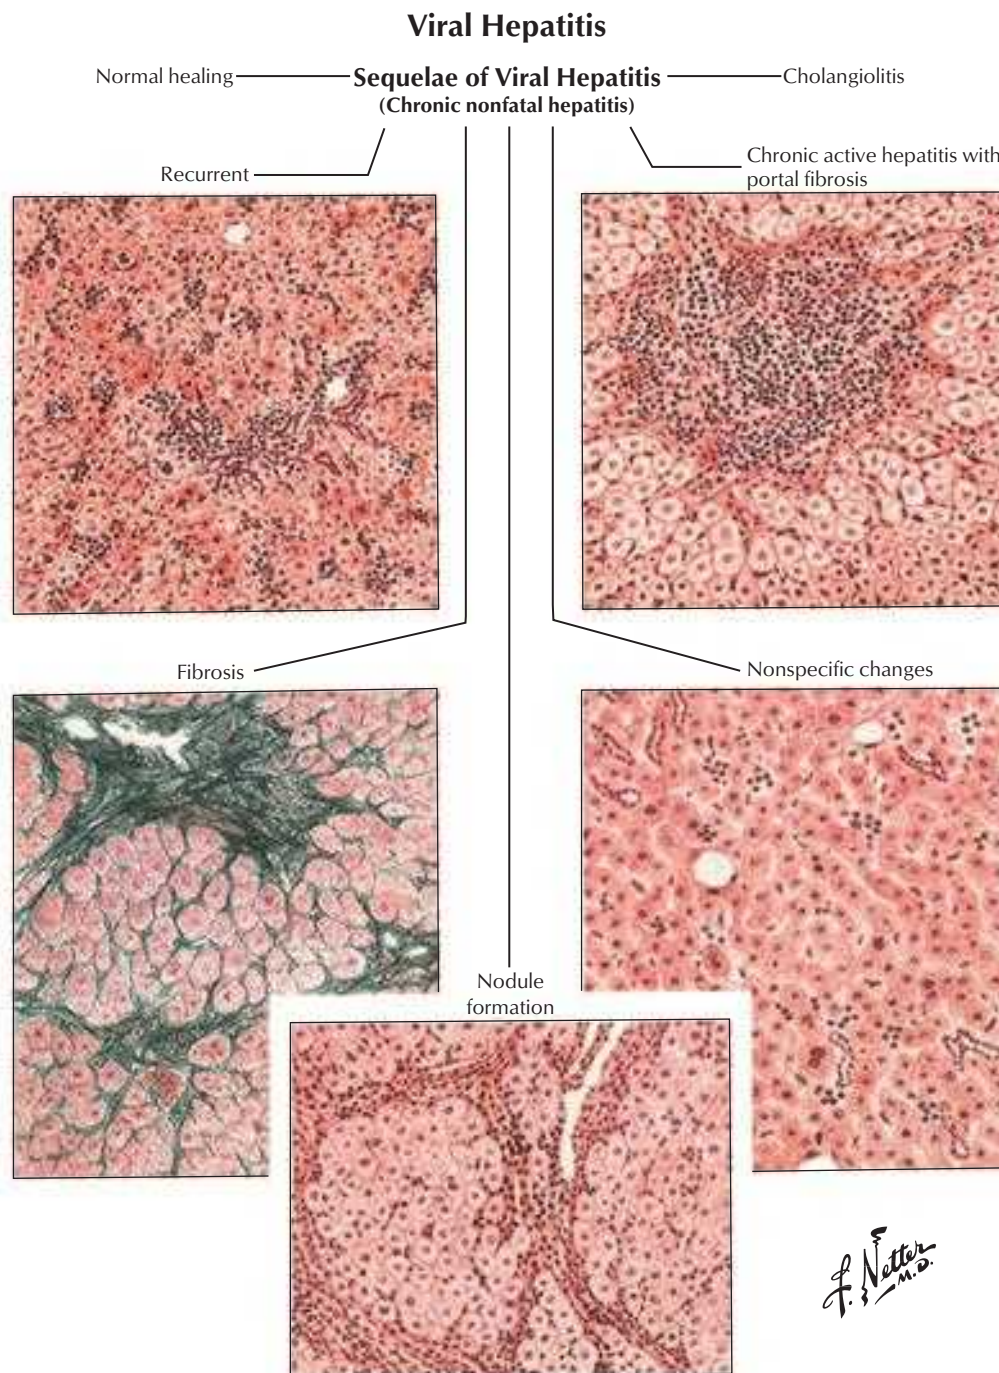 Viral Hepatitis
Normal healing
Sequelae of Viral Hepatitis
(Chronic nonfatal hepatitis)
Cholangiolitis
Recurrent
Chronic active hepatitis with
portal fibrosis
Fibrosis
Nonspecific changes
Nodule
formation
F. Netter
M.D.